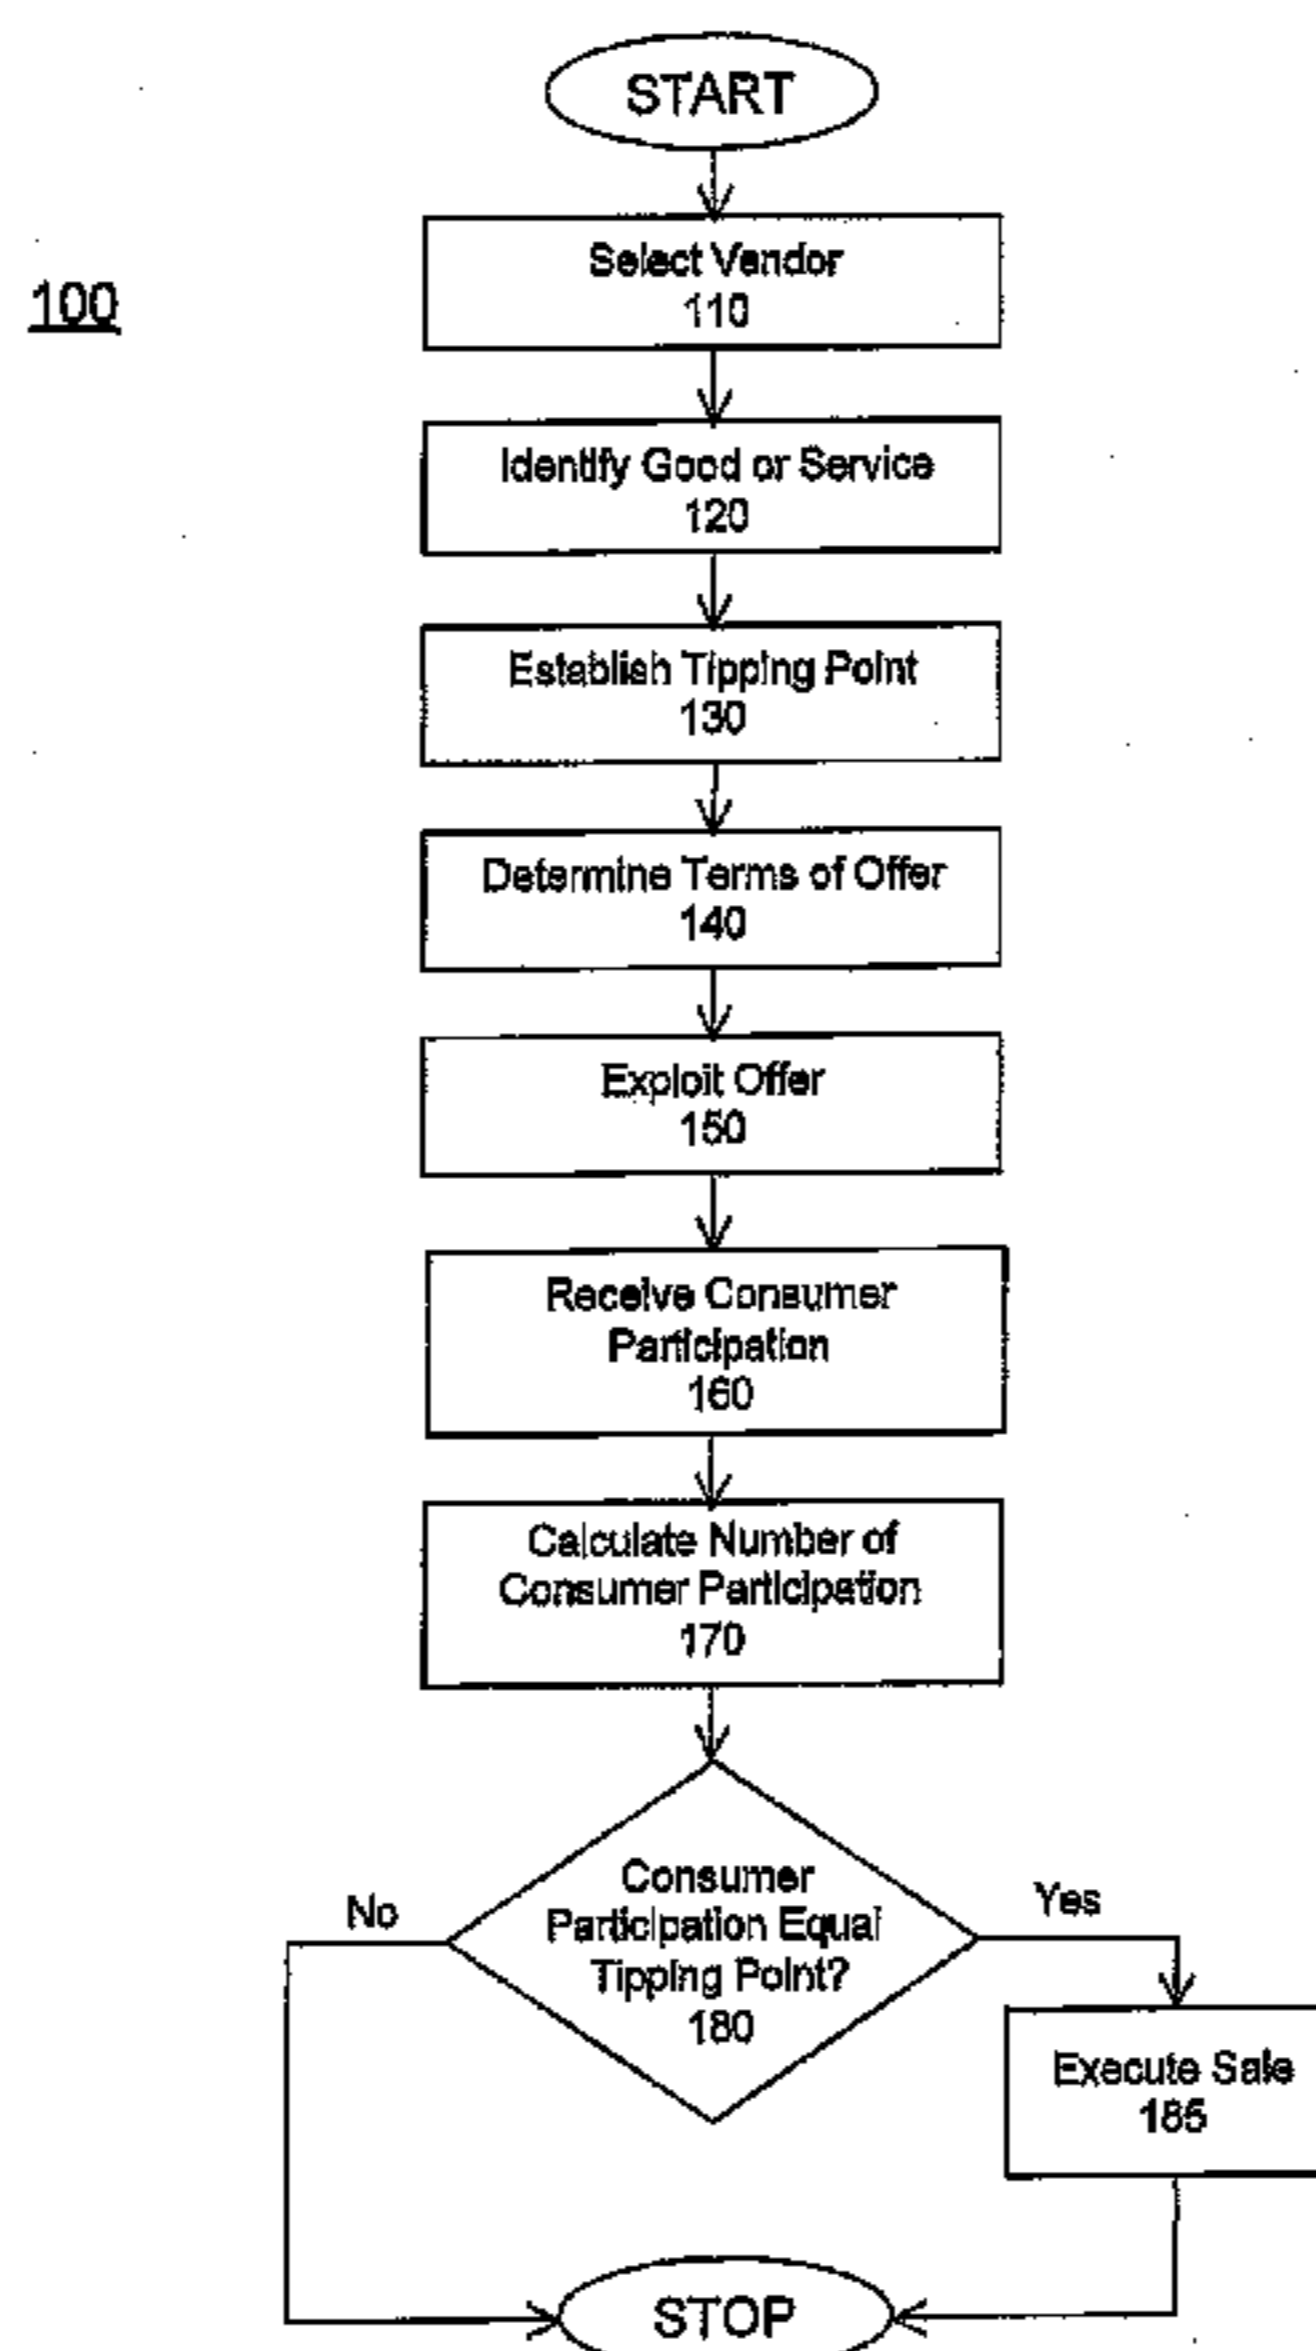 START
100
Select Vendor
110
Identify Good or Service
120
Establish Tipping Point
130
Determine Terms of Offer
140
Exploit Offer
150
Receive Consumer
Participation
160
Calculate Number of
Consumer Participation
170
Consumer
Participation Equal
Tipping Point?
180
No
Yes
Execute Sale
185
STOP